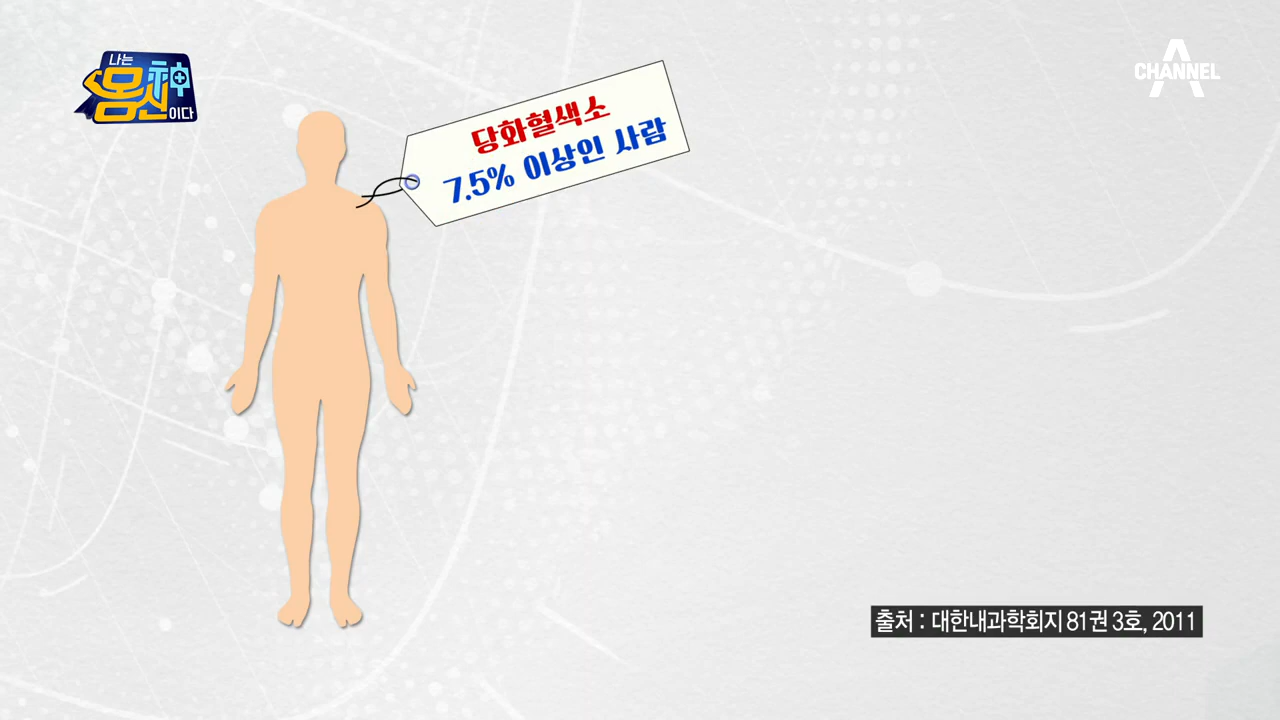 나는
몸神
신이다
CHANNEL A
당화혈색소
7.5% 이상인 사람
출처 : 대한내과학회지 81권 3호, 2011